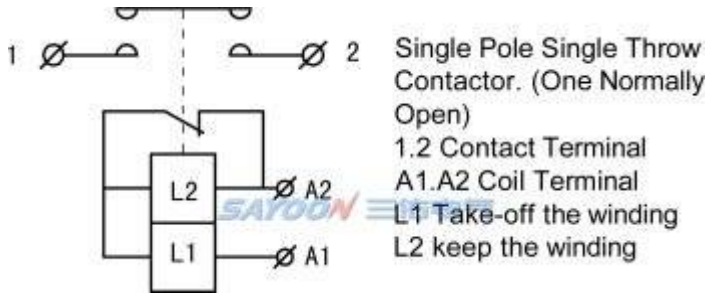 1
2
Single Pole Single Throw
Contactor. (One Normally
Open)
1.2 Contact Terminal
A1.A2 Coil Terminal
L1 Take-off the winding
L2 keep the winding
L2
A2
SAYOON
L1
A1